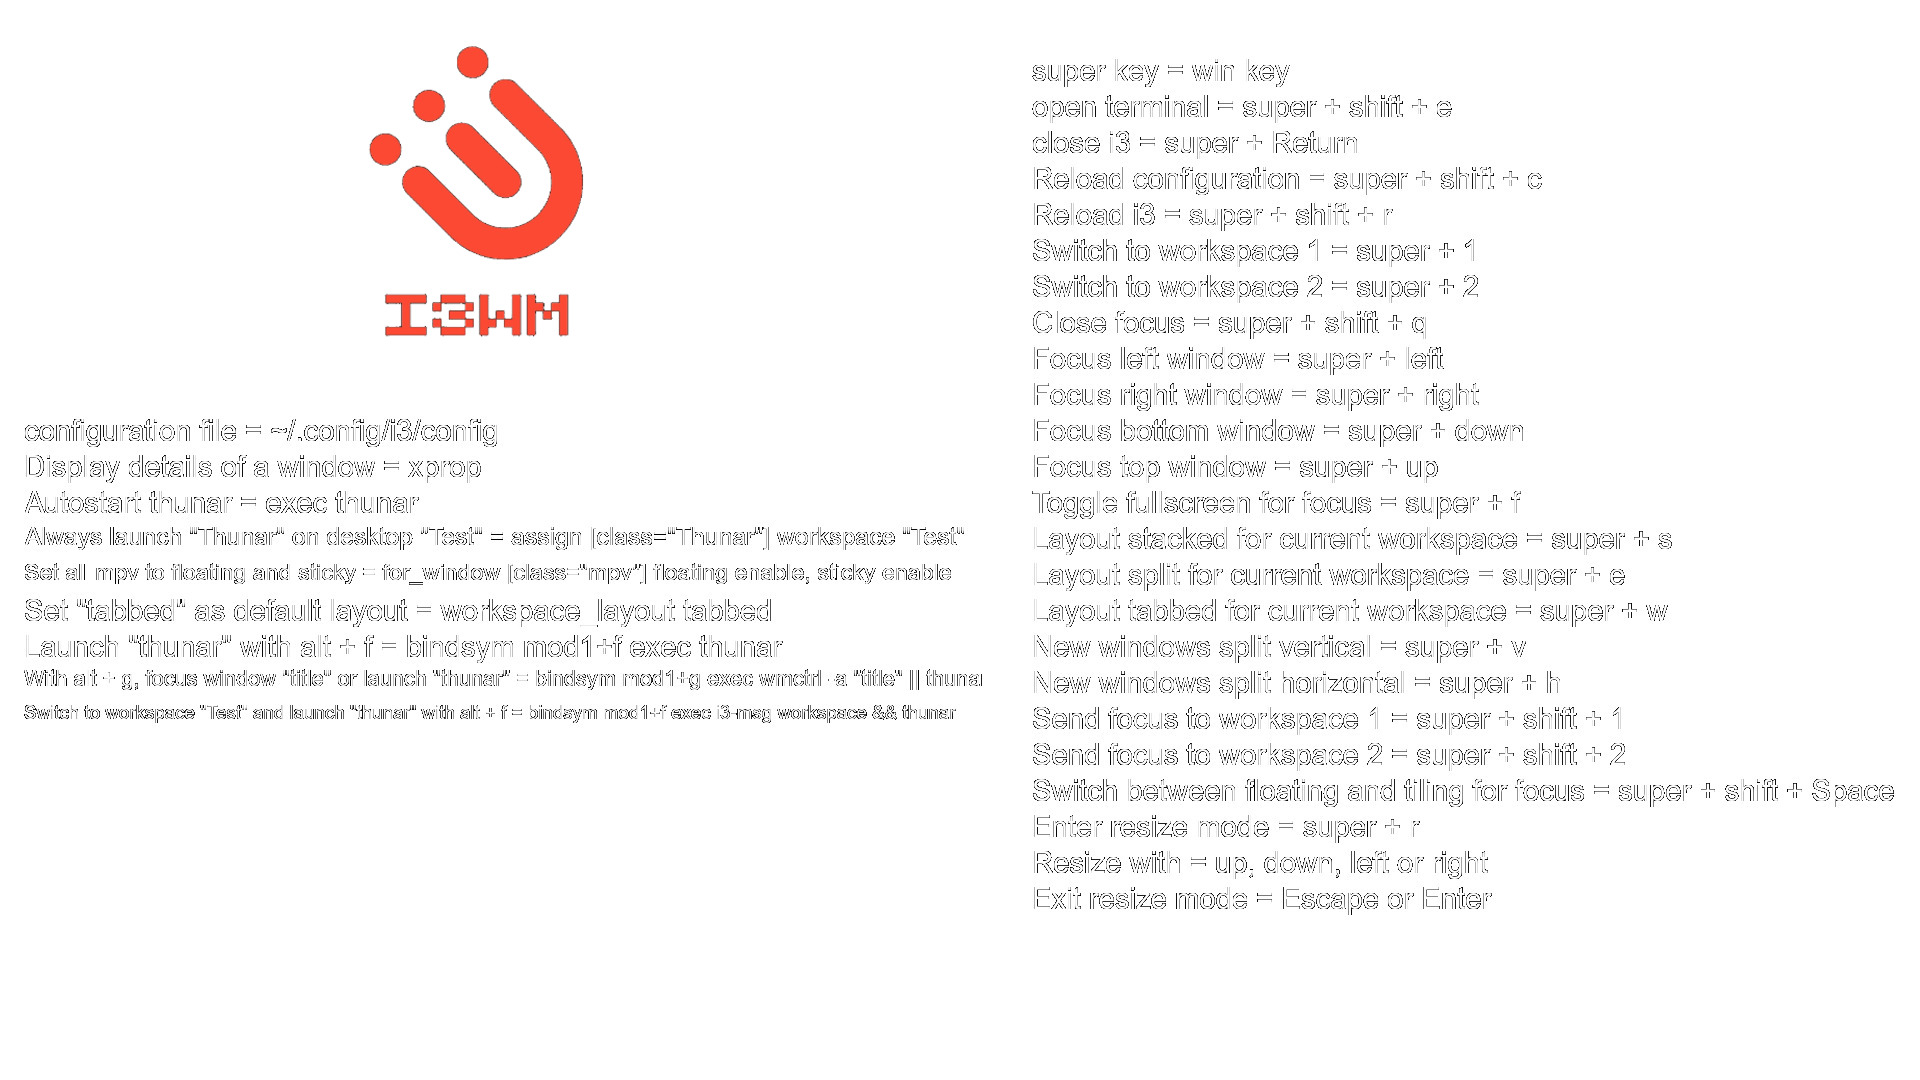 I3WM
configuration file = ~/.config/i3/config
Display details of a window = xprop
Autostart thunar = exec thunar
Always launch "Thunar" on desktop "Test" = assign [class="Thunar"] workspace "Test"
Set all mpv to floating and sticky = for_window [class="mpv"] floating enable, sticky enable
Set "tabbed" as default layout = workspace_layout tabbed
Launch "thunar" with alt + f = bindsym mod1+f exec thunar
With alt + g, focus window "title" or launch "thunar" = bindsym mod1+g exec wmctrl -a "title" || thuna
Switch to workspace "Test" and launch "thunar" with alt + f = bindsym mod1+f exec i3-msg workspace && thunar
super key = win key
open terminal = super + shift + e
close i3 = super + Return
Reload configuration = super + shift + c
Reload i3 = super + shift + r
Switch to workspace 1 = super + 1
Switch to workspace 2 = super + 2
Close focus = super + shift + q
Focus left window = super + left
Focus right window = super + right
Focus bottom window = super + down
Focus top window = super + up
Toggle fullscreen for focus = super + f
Layout stacked for current workspace = super + s
Layout split for current workspace = super + e
Layout tabbed for current workspace = super + w
New windows split vertical = super + v
New windows split horizontal = super + h
Send focus to workspace 1 = super + shift + 1
Send focus to workspace 2 = super + shift + 2
Switch between floating and tiling for focus = super + shift + Space
Enter resize mode = super + r
Resize with = up, down, left or right
Exit resize mode = Escape or Enter